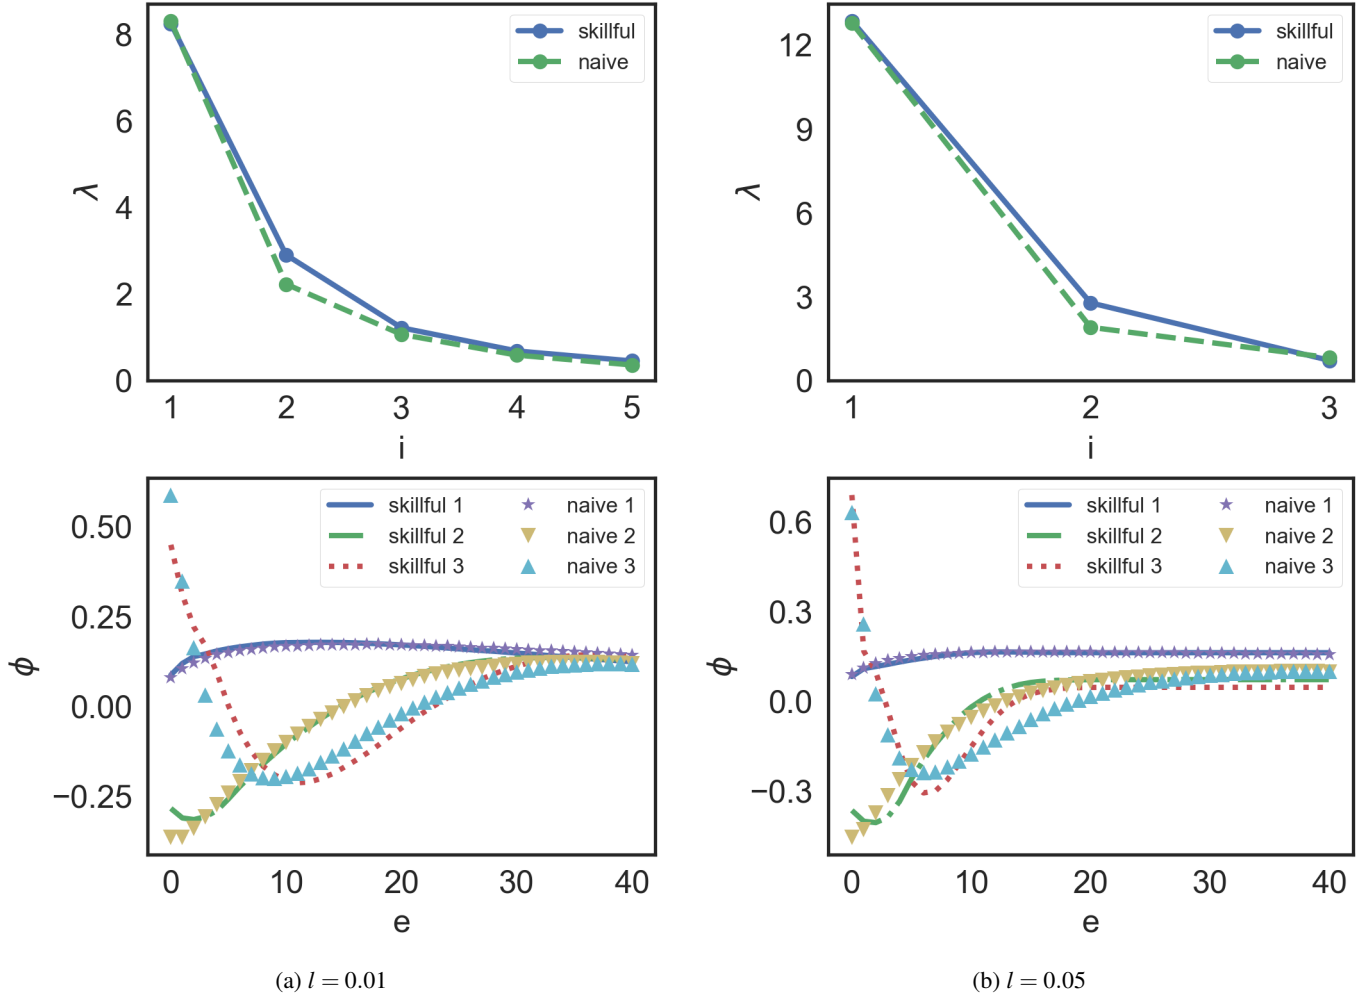 8
6
4
2
0
λ
1 2 3 4 5
i
skillful
naive
12
9
6
3
0
λ
1 2 3
i
skillful
naive
0.50
0.25
0.00
−0.25
ϕ
0 10 20 30 40
e
skillful 1 naive 1
skillful 2 naive 2
skillful 3 naive 3
0.6
0.3
0.0
−0.3
ϕ
0 10 20 30 40
e
skillful 1 naive 1
skillful 2 naive 2
skillful 3 naive 3
(a) l = 0.01
(b) l = 0.05